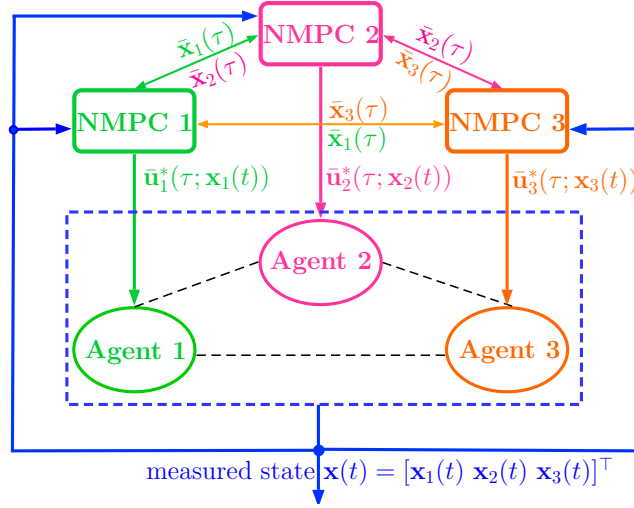 NMPC 2
x̄₁(τ)
x̄₂(τ)
x̄₂(τ)
x̄₃(τ)
NMPC 1
x̄₃(τ)
x̄₁(τ)
NMPC 3
ū₁*(τ; x₁(t))
ū₂*(τ; x₂(t))
ū₃*(τ; x₃(t))
Agent 2
Agent 1
Agent 3
measured state x(t) = [x₁(t) x₂(t) x₃(t)]⊤